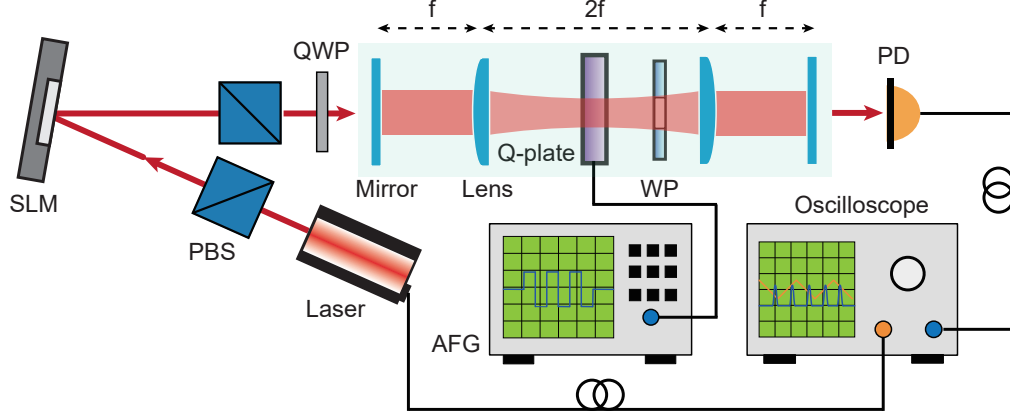 f
2f
f
QWP
PD
SLM
Mirror
Lens
Q-plate
WP
PBS
Oscilloscope
Laser
AFG